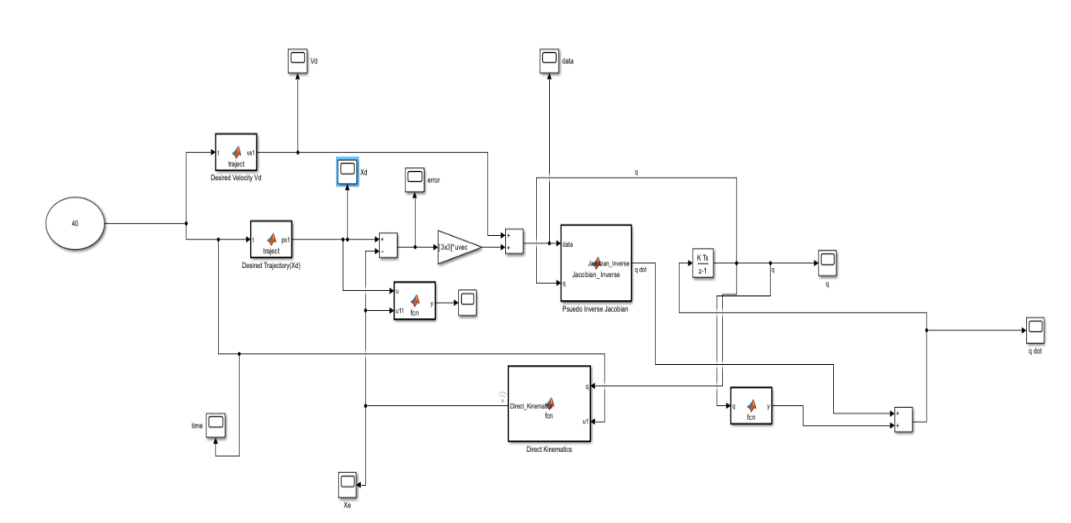 Vd
data
t
vs1
traject
Desired Velocity Vd
Xd
error
q
40
t
ps1
traject
Desired Trajectory(Xd)
+
−
[3x3]* uvec
+
+
data
Jacobian_Inverse
Jacobian_Inverse
q dot
q
Psuedo Inverse Jacobian
K Ts
z-1
q
q
u
y
u11
fcn
q dot
time
q
Direct_Kinematics
fcn
u1
Direct Kinematics
q
y
fcn
+
+
Xe